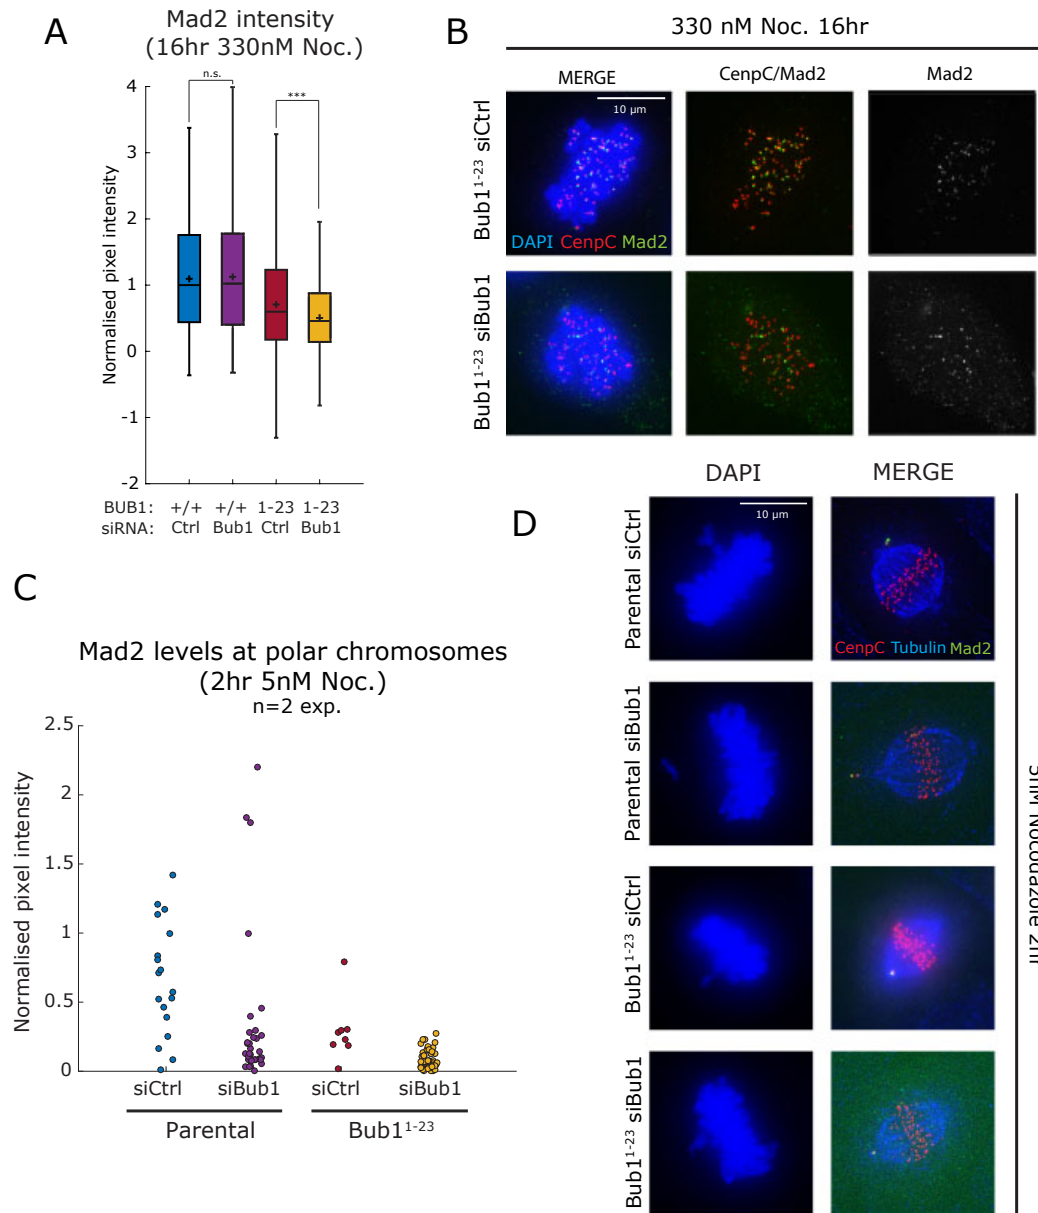 A
Mad2 intensity
(16hr 330nM Noc.)
n.s.
***
4
3
2
1
0
-1
-2
Normalised pixel intensity
BUB1: +/+ +/+ 1-23 1-23
siRNA: Ctrl Bub1 Ctrl Bub1
B
330 nM Noc. 16hr
MERGE CenpC/Mad2 Mad2
Bub1¹⁻²³ siCtrl
10 µm
DAPI CenpC Mad2
Bub1¹⁻²³ siBub1
C
Mad2 levels at polar chromosomes
(2hr 5nM Noc.)
n=2 exp.
2.5
2
1.5
1
0.5
0
Normalised pixel intensity
siCtrl siBub1 siCtrl siBub1
Parental Bub1¹⁻²³
D
DAPI MERGE
Parental siCtrl
10 µm
CenpC Tubulin Mad2
Parental siBub1
Bub1¹⁻²³ siCtrl
Bub1¹⁻²³ siBub1
5nM Nocodazole 2hr